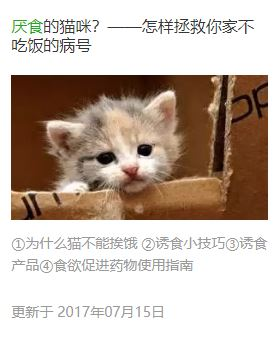 厌食的猫咪？——怎样拯救你家不
吃饭的病号
①为什么猫不能挨饿 ②诱食小技巧③诱食
产品④食欲促进药物使用指南
更新于 2017年07月15日